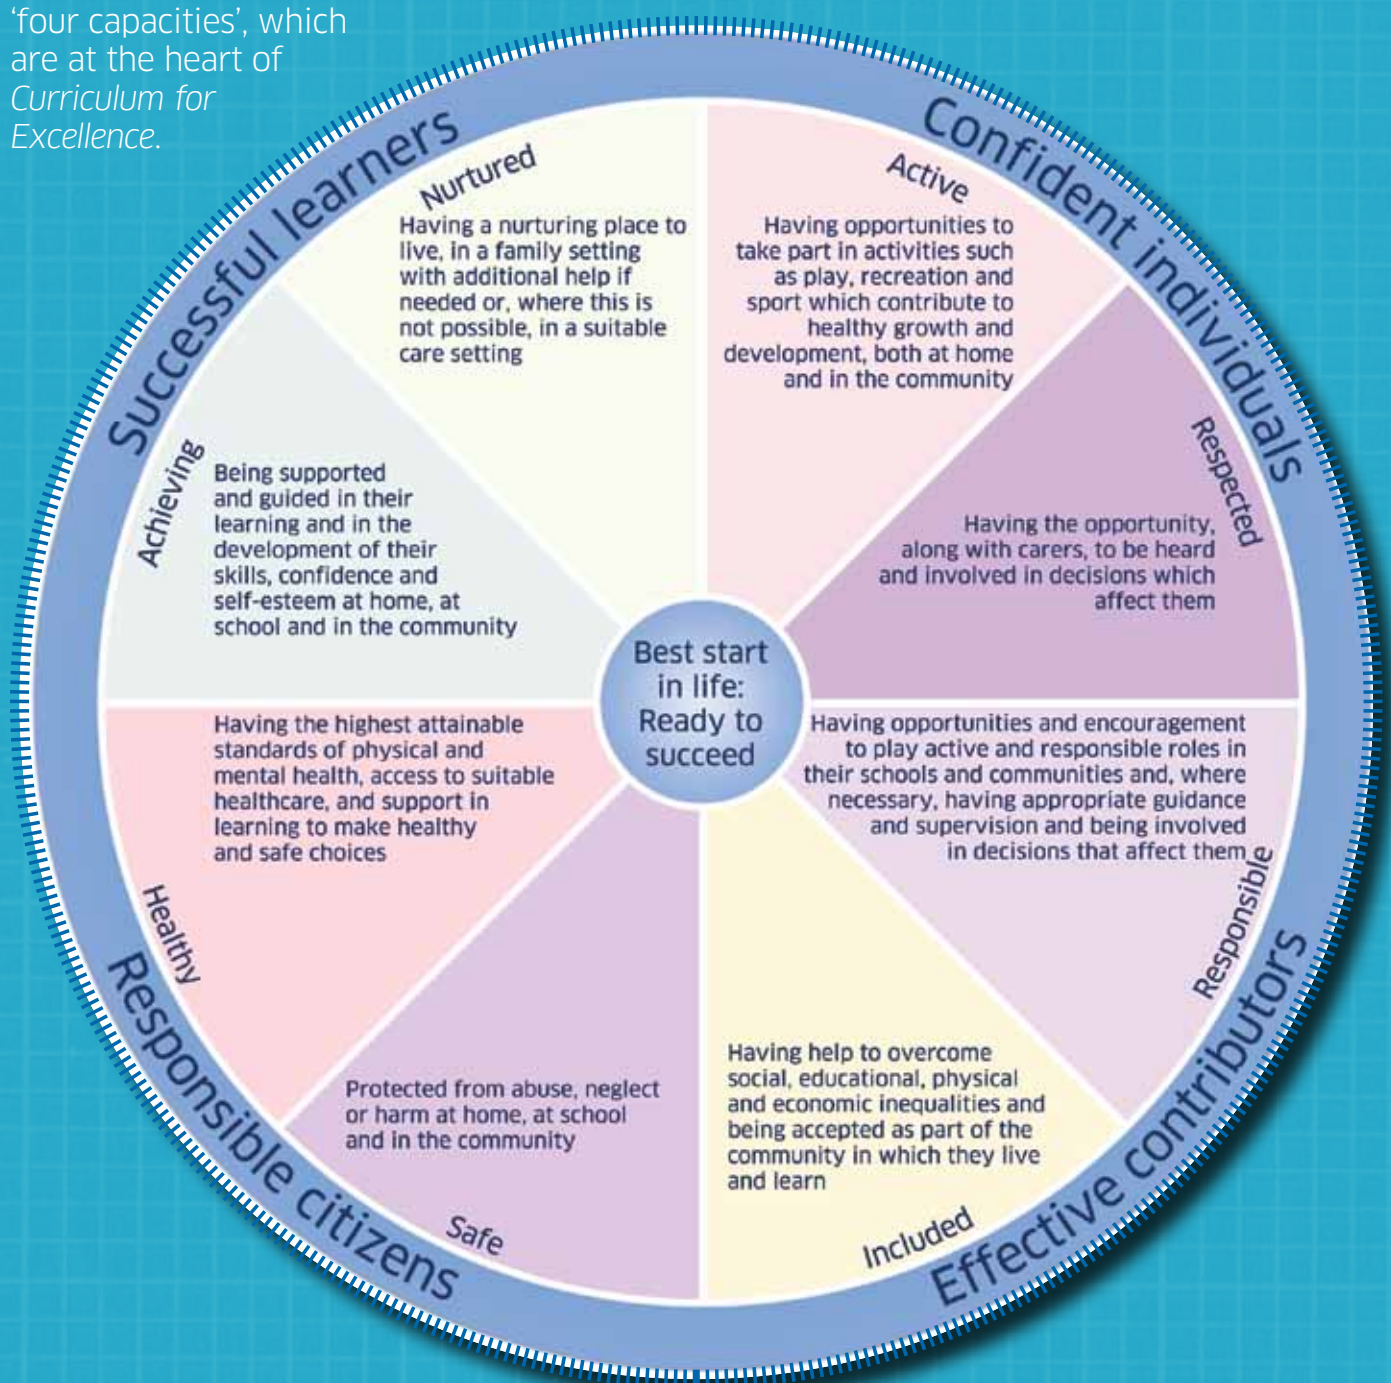 ‘four capacities’, which
are at the heart of
Curriculum for
Excellence.
Successful learners
Confident individuals
Nurtured
Having a nurturing place to
live, in a family setting
with additional help if
needed or, where this is
not possible, in a suitable
care setting
Active
Having opportunities to
take part in activities such
as play, recreation and
sport which contribute to
healthy growth and
development, both at home
and in the community
Respected
Having the opportunity,
along with carers, to be heard
and involved in decisions which
affect them
Achieving
Being supported
and guided in their
learning and in the
development of their
skills, confidence and
self-esteem at home, at
school and in the community
Best start
in life:
Ready to
succeed
Having the highest attainable
standards of physical and
mental health, access to suitable
healthcare, and support in
learning to make healthy
and safe choices
Healthy
Having opportunities and encouragement
to play active and responsible roles in
their schools and communities and, where
necessary, having appropriate guidance
and supervision and being involved
in decisions that affect them
Responsible
Protected from abuse, neglect
or harm at home, at school
and in the community
Safe
Having help to overcome
social, educational, physical
and economic inequalities and
being accepted as part of the
community in which they live
and learn
Included
Responsible citizens
Effective contributors